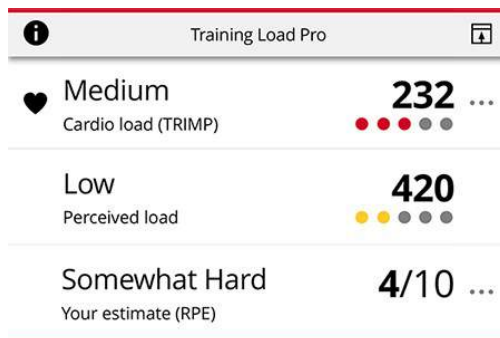 Training Load Pro
Medium 232 ...
Cardio load (TRIMP)
Low 420
Perceived load
Somewhat Hard 4/10 ...
Your estimate (RPE)